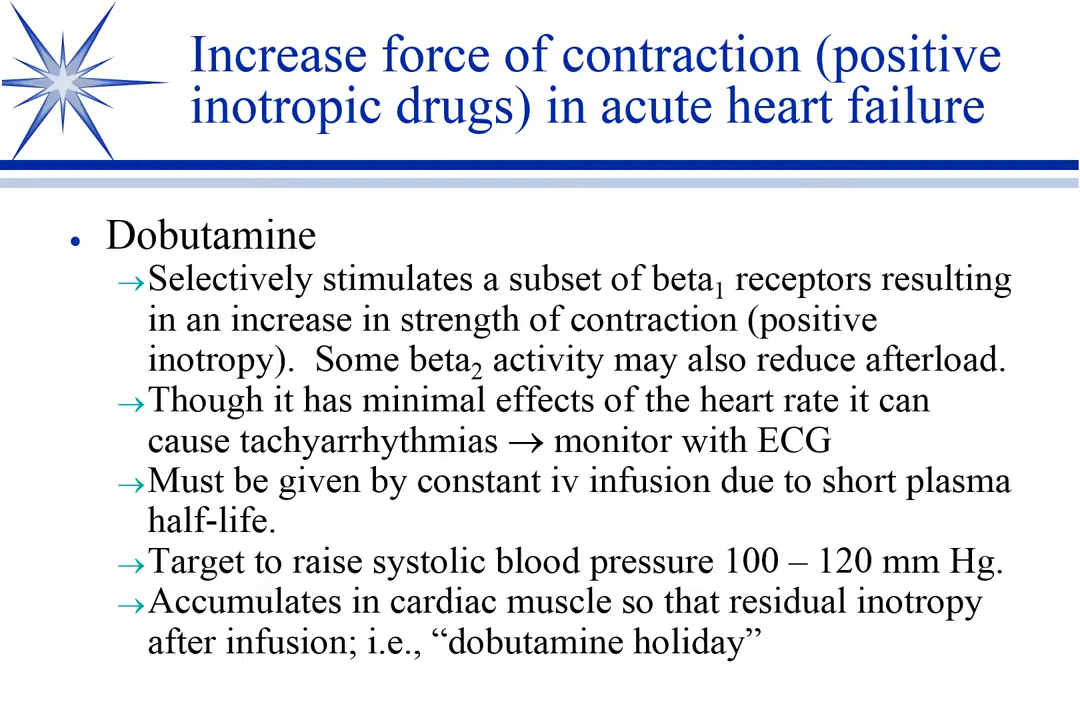 Increase force of contraction (positive
inotropic drugs) in acute heart failure
• Dobutamine
→Selectively stimulates a subset of beta₁ receptors resulting
in an increase in strength of contraction (positive
inotropy).  Some beta₂ activity may also reduce afterload.
→Though it has minimal effects of the heart rate it can
cause tachyarrhythmias → monitor with ECG
→Must be given by constant iv infusion due to short plasma
half-life.
→Target to raise systolic blood pressure 100 – 120 mm Hg.
→Accumulates in cardiac muscle so that residual inotropy
after infusion; i.e., “dobutamine holiday”